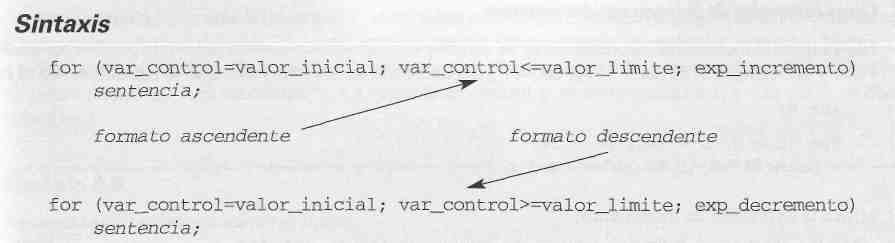 Sintaxis
for (var_control=valor_inicial; var_control<=valor_limite; exp_incremento)
sentencia;
formato ascendente
formato descendente
for (var_control=valor_inicial; var_control>=valor_limite; exp_decremento)
sentencia;